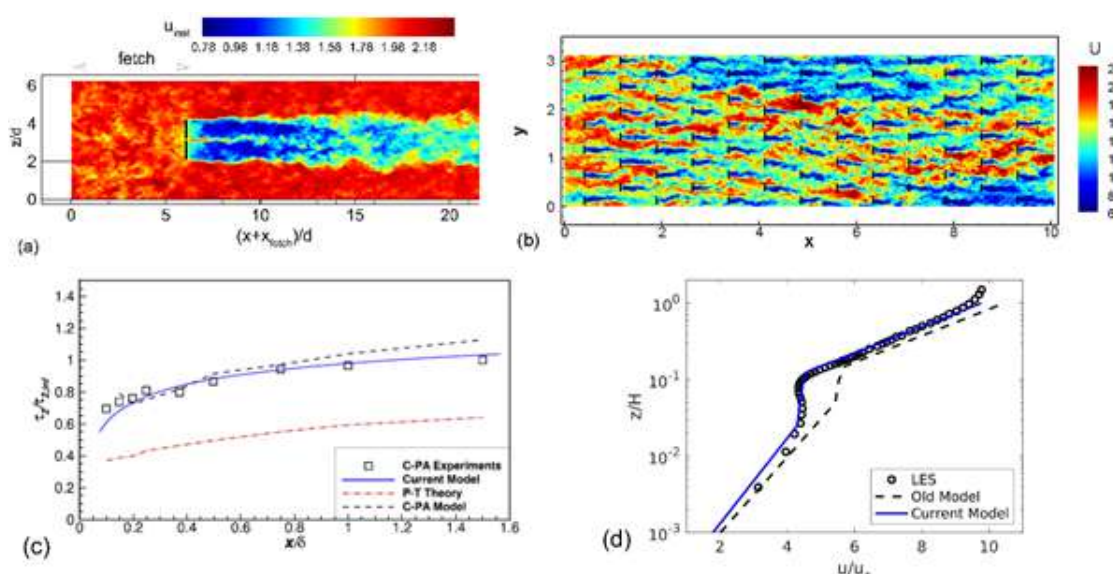 u_inst
0.78 0.98 1.18 1.38 1.58 1.78 1.98 2.18
fetch
z/d
6
4
2
0
0 5 10 15 20
(x+x_fetch)/d
(a)
U
y
3
2
1
0
0 2 4 6 8 10
x
(b)
1.4
1.2
1
0.8
0.6
0.4
0.2
0
0 0.2 0.4 0.6 0.8 1 1.2 1.4 1.6
x/δ
C-PA Experiments
Current Model
P-T Theory
C-PA Model
(c)
z/H
10^0
10^-1
10^-2
10^-3
2 4 6 8 10
LES
Old Model
Current Model
(d)